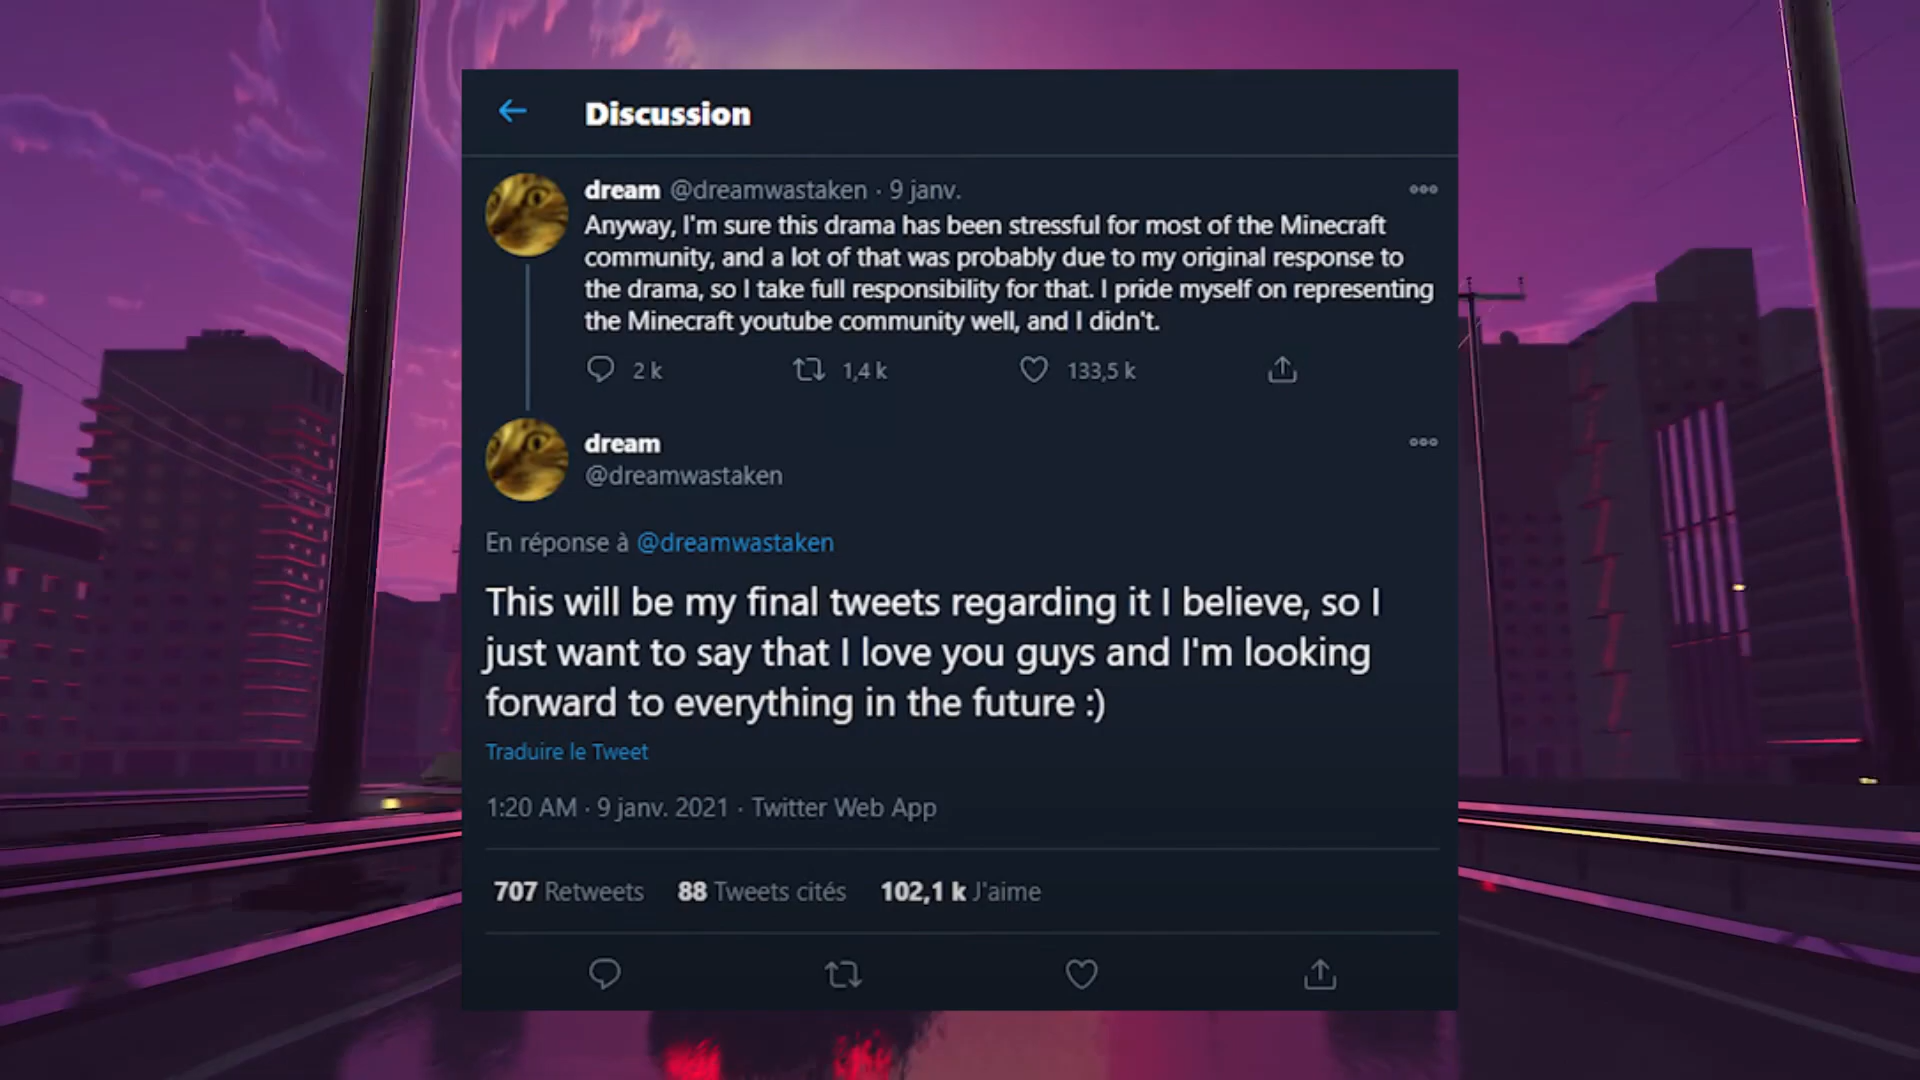 Discussion
dream @dreamwastaken · 9 janv.
Anyway, I'm sure this drama has been stressful for most of the Minecraft
community, and a lot of that was probably due to my original response to
the drama, so I take full responsibility for that. I pride myself on representing
the Minecraft youtube community well, and I didn't.
2 k 1,4 k 133,5 k
dream
@dreamwastaken
En réponse à @dreamwastaken
This will be my final tweets regarding it I believe, so I
just want to say that I love you guys and I'm looking
forward to everything in the future :)
Traduire le Tweet
1:20 AM · 9 janv. 2021 · Twitter Web App
707 Retweets 88 Tweets cités 102,1 k J'aime